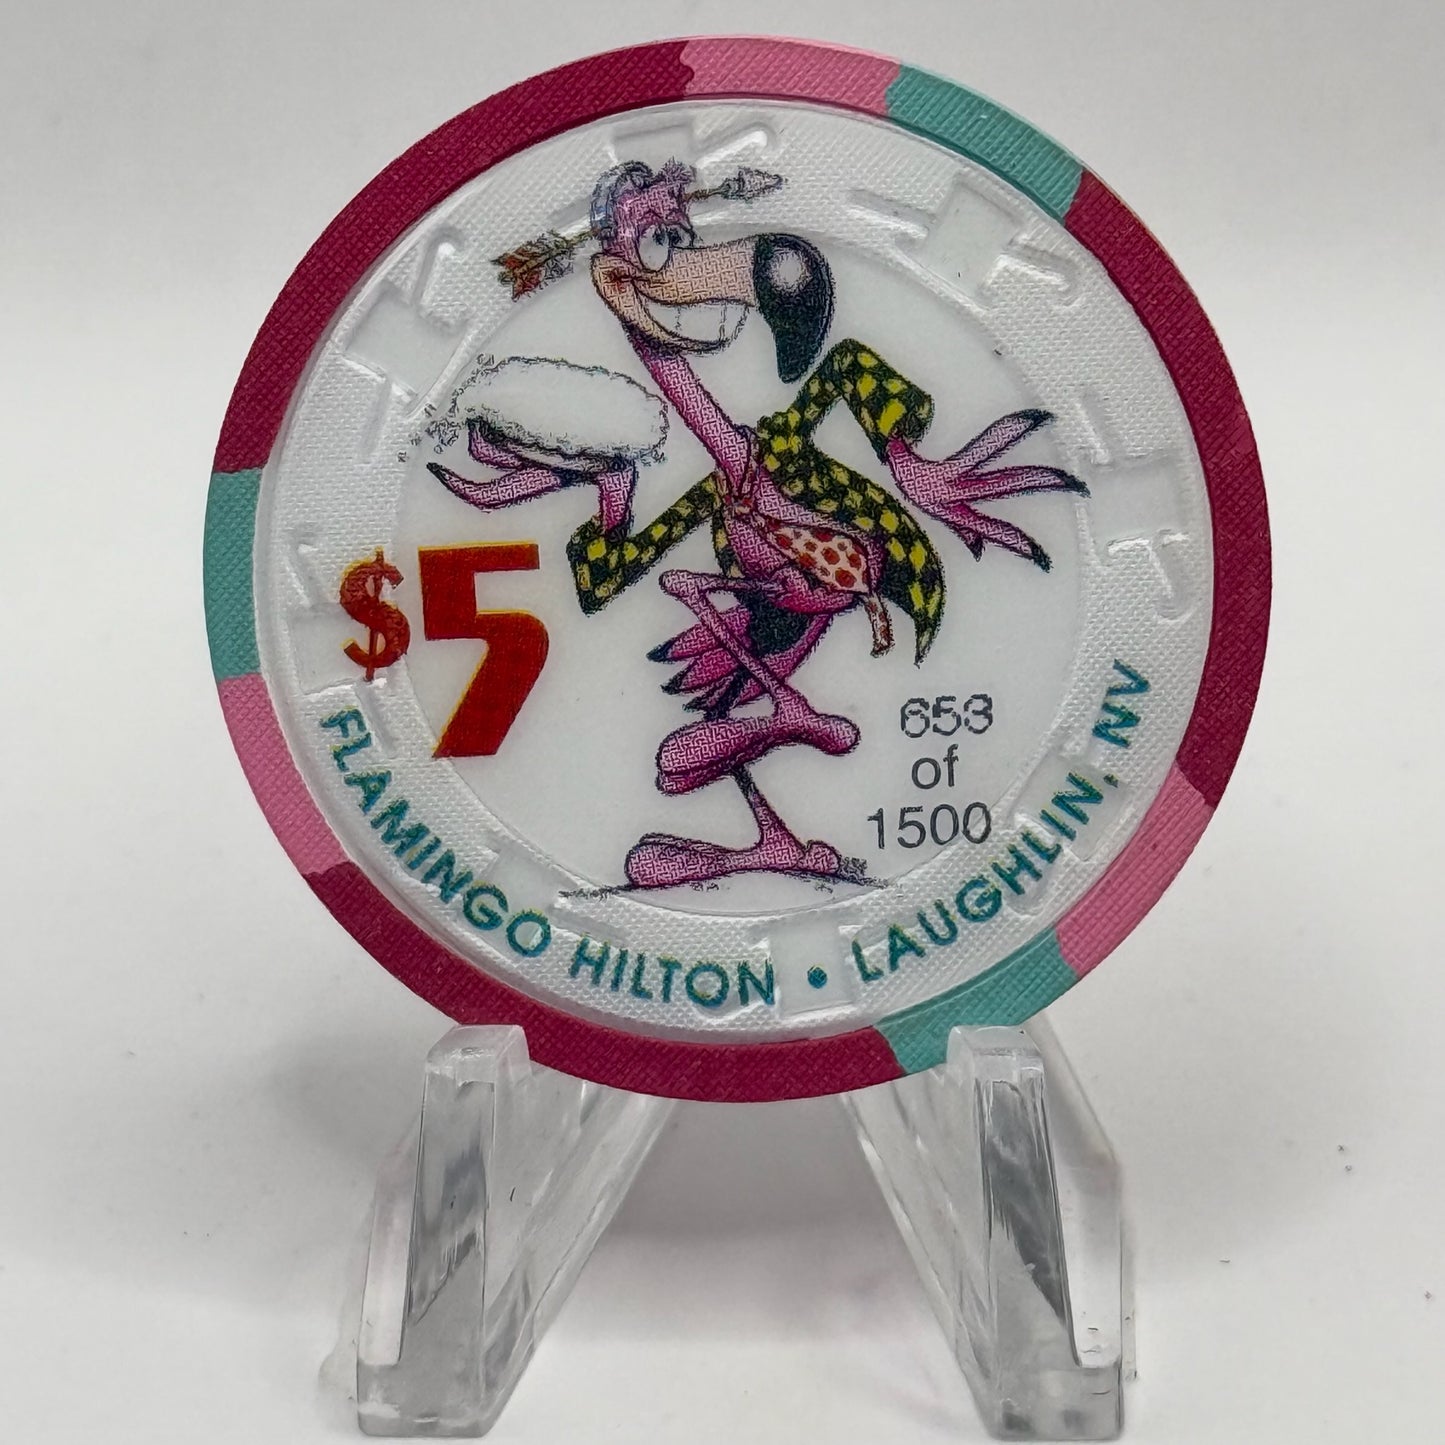 $5
653
of
1500
FLAMINGO HILTON • LAUGHLIN, NV